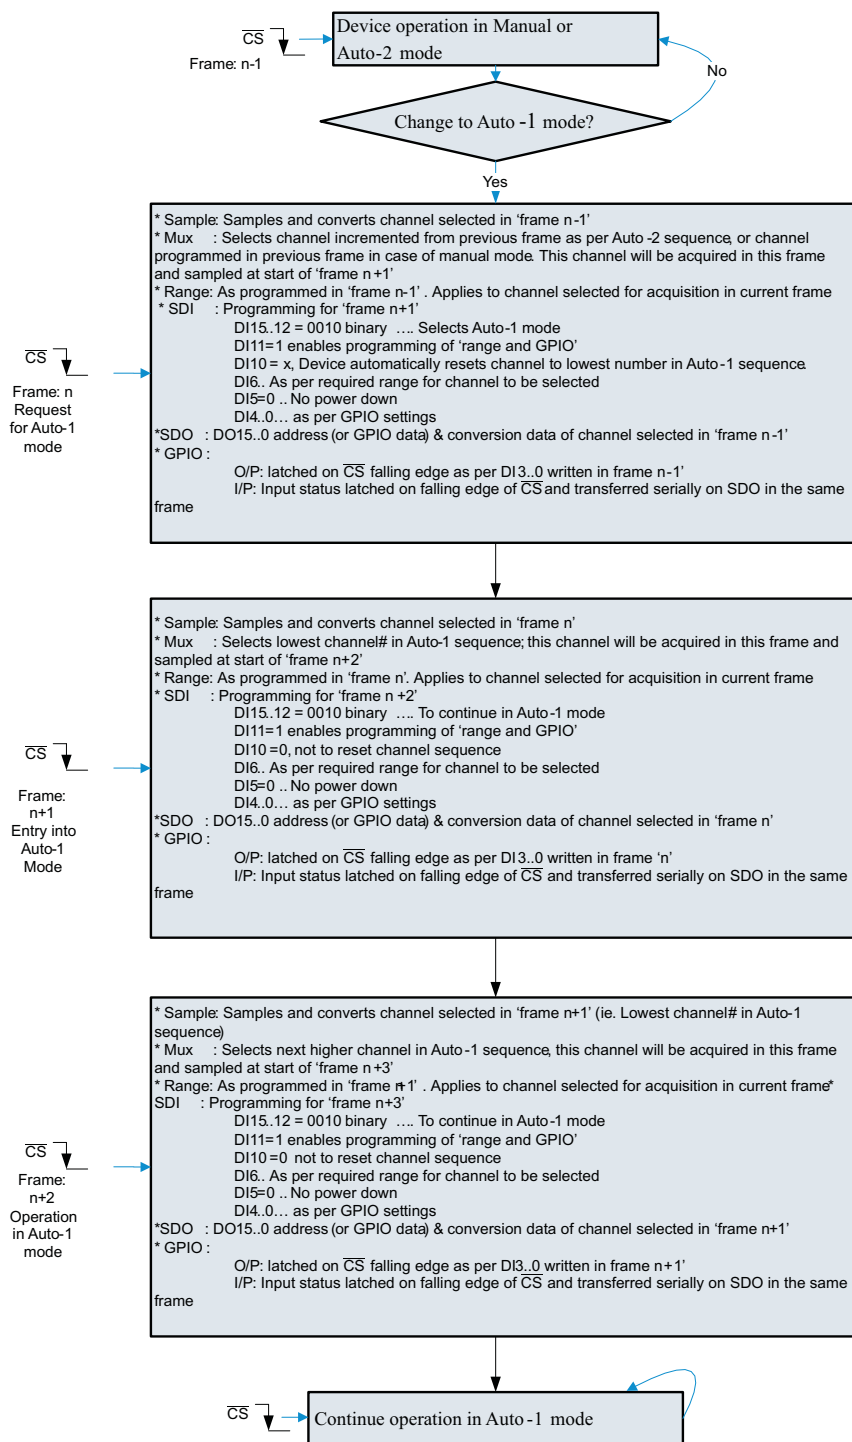 Device operation in Manual or
Auto-2 mode
CS
Frame: n-1
No
Change to Auto -1 mode?
Yes
* Sample: Samples and converts channel selected in ‘frame n-1’
* Mux : Selects channel incremented from previous frame as per Auto -2 sequence, or channel
programmed in previous frame in case of manual mode. This channel will be acquired in this frame
and sampled at start of ‘frame n+1’
* Range: As programmed in ‘frame n-1’ . Applies to channel selected for acquisition in current frame
* SDI : Programming for ‘frame n+1’
DI15..12 = 0010 binary …. Selects Auto-1 mode
DI11=1 enables programming of ‘range and GPIO’
DI10 = x, Device automatically resets channel to lowest number in Auto-1 sequence.
DI6.. As per required range for channel to be selected
DI5=0 .. No power down
DI4..0… as per GPIO settings
*SDO : DO15..0 address (or GPIO data) & conversion data of channel selected in ‘frame n-1’
* GPIO :
O/P: latched on CS falling edge as per DI3..0 written in frame n-1’
I/P: Input status latched on falling edge of CS and transferred serially on SDO in the same
frame
CS
Frame: n
Request
for Auto-1
mode
* Sample: Samples and converts channel selected in ‘frame n’
* Mux : Selects lowest channel# in Auto-1 sequence; this channel will be acquired in this frame and
sampled at start of ‘frame n+2’
* Range: As programmed in ‘frame n’. Applies to channel selected for acquisition in current frame
* SDI : Programming for ‘frame n +2’
DI15..12 = 0010 binary …. To continue in Auto-1 mode
DI11=1 enables programming of ‘range and GPIO’
DI10 =0, not to reset channel sequence
DI6.. As per required range for channel to be selected
DI5=0 .. No power down
DI4..0… as per GPIO settings
*SDO : DO15..0 address (or GPIO data) & conversion data of channel selected in ‘frame n’
* GPIO :
O/P: latched on CS falling edge as per DI3..0 written in frame ‘n’
I/P: Input status latched on falling edge of CS and transferred serially on SDO in the same
frame
CS
Frame:
n+1
Entry into
Auto-1
Mode
* Sample: Samples and converts channel selected in ‘frame n+1’ (ie. Lowest channel# in Auto-1
sequence)
* Mux : Selects next higher channel in Auto-1 sequence, this channel will be acquired in this frame
and sampled at start of ‘frame n+3’
* Range: As programmed in ‘frame n+1’ . Applies to channel selected for acquisition in current frame*
SDI : Programming for ‘frame n+3’
DI15..12 = 0010 binary …. To continue in Auto-1 mode
DI11=1 enables programming of ‘range and GPIO’
DI10 =0 not to reset channel sequence
DI6.. As per required range for channel to be selected
DI5=0 .. No power down
DI4..0… as per GPIO settings
*SDO : DO15..0 address (or GPIO data) & conversion data of channel selected in ‘frame n+1’
* GPIO :
O/P: latched on CS falling edge as per DI3..0 written in frame n+1’
I/P: Input status latched on falling edge of CS and transferred serially on SDO in the same
frame
CS
Frame:
n+2
Operation
in Auto-1
mode
CS
Continue operation in Auto -1 mode